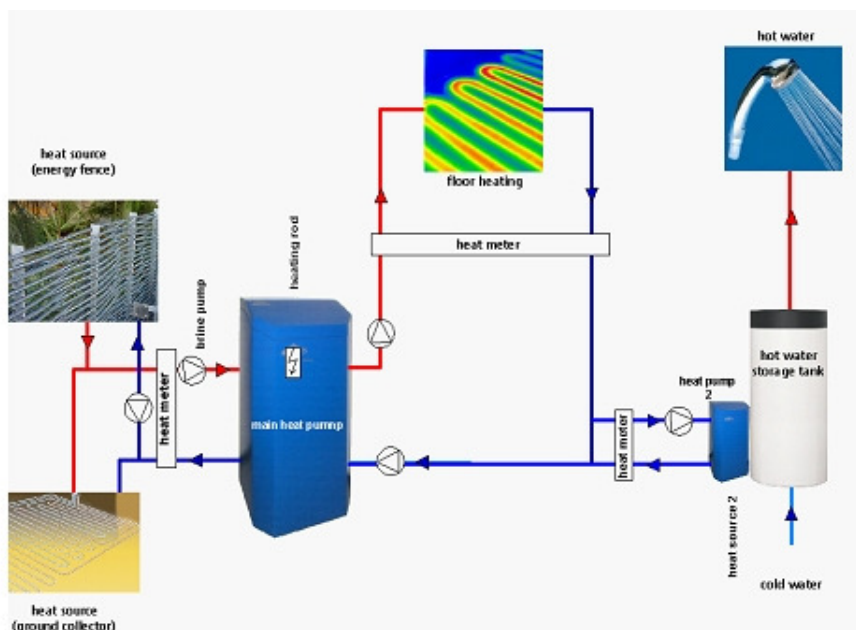 hot water
heat source
(energy fence)
floor heating
heating rod
heat meter
brine pump
heat meter
hot water
storage tank
heat pump
2
main heat pumnp
heat meter
heat source 2
cold water
heat source
(ground collector)